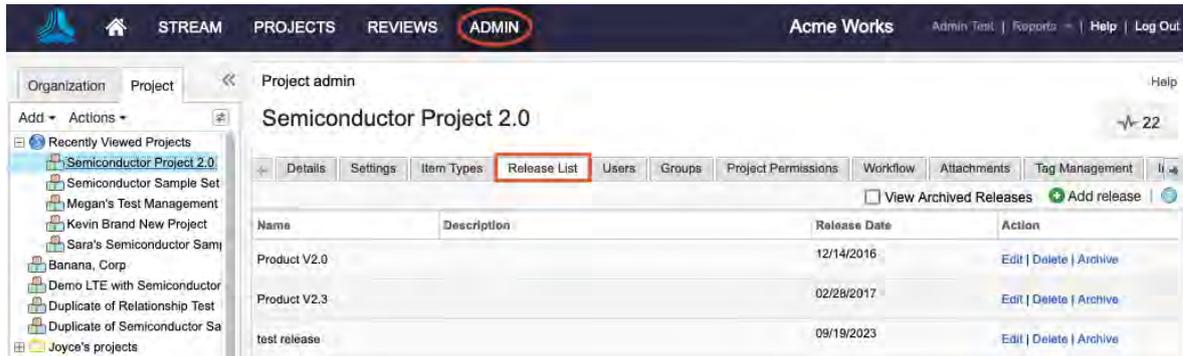 STREAM PROJECTS REVIEWS ADMIN Acme Works Admin Test | Reports | Help | Log Out
Organization Project
Add Actions
Recently Viewed Projects
Semiconductor Project 2.0
Semiconductor Sample Set
Megan's Test Management
Kevin Brand New Project
Sara's Semiconductor Sam
Banana, Corp
Demo LTE with Semiconductor
Duplicate of Relationship Test
Duplicate of Semiconductor Sa
Joyce's projects
Project admin Help
Semiconductor Project 2.0 22
Details Settings Item Types Release List Users Groups Project Permissions Workflow Attachments Tag Management
View Archived Releases Add release |
Name Description Release Date Action
Product V2.0 12/14/2016 Edit | Delete | Archive
Product V2.3 02/28/2017 Edit | Delete | Archive
test release 09/19/2023 Edit | Delete | Archive